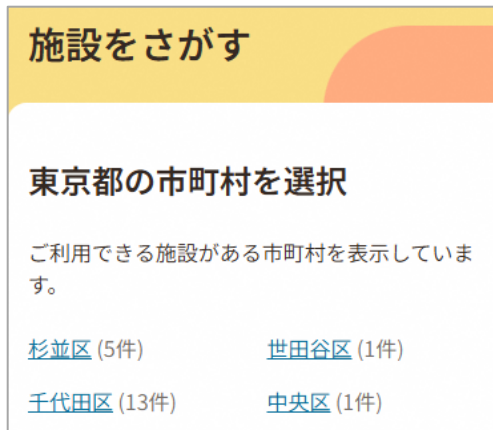 施設をさがす
東京都の市町村を選択
ご利用できる施設がある市町村を表示していま
す。
杉並区 (5件) 世田谷区 (1件)
千代田区 (13件) 中央区 (1件)